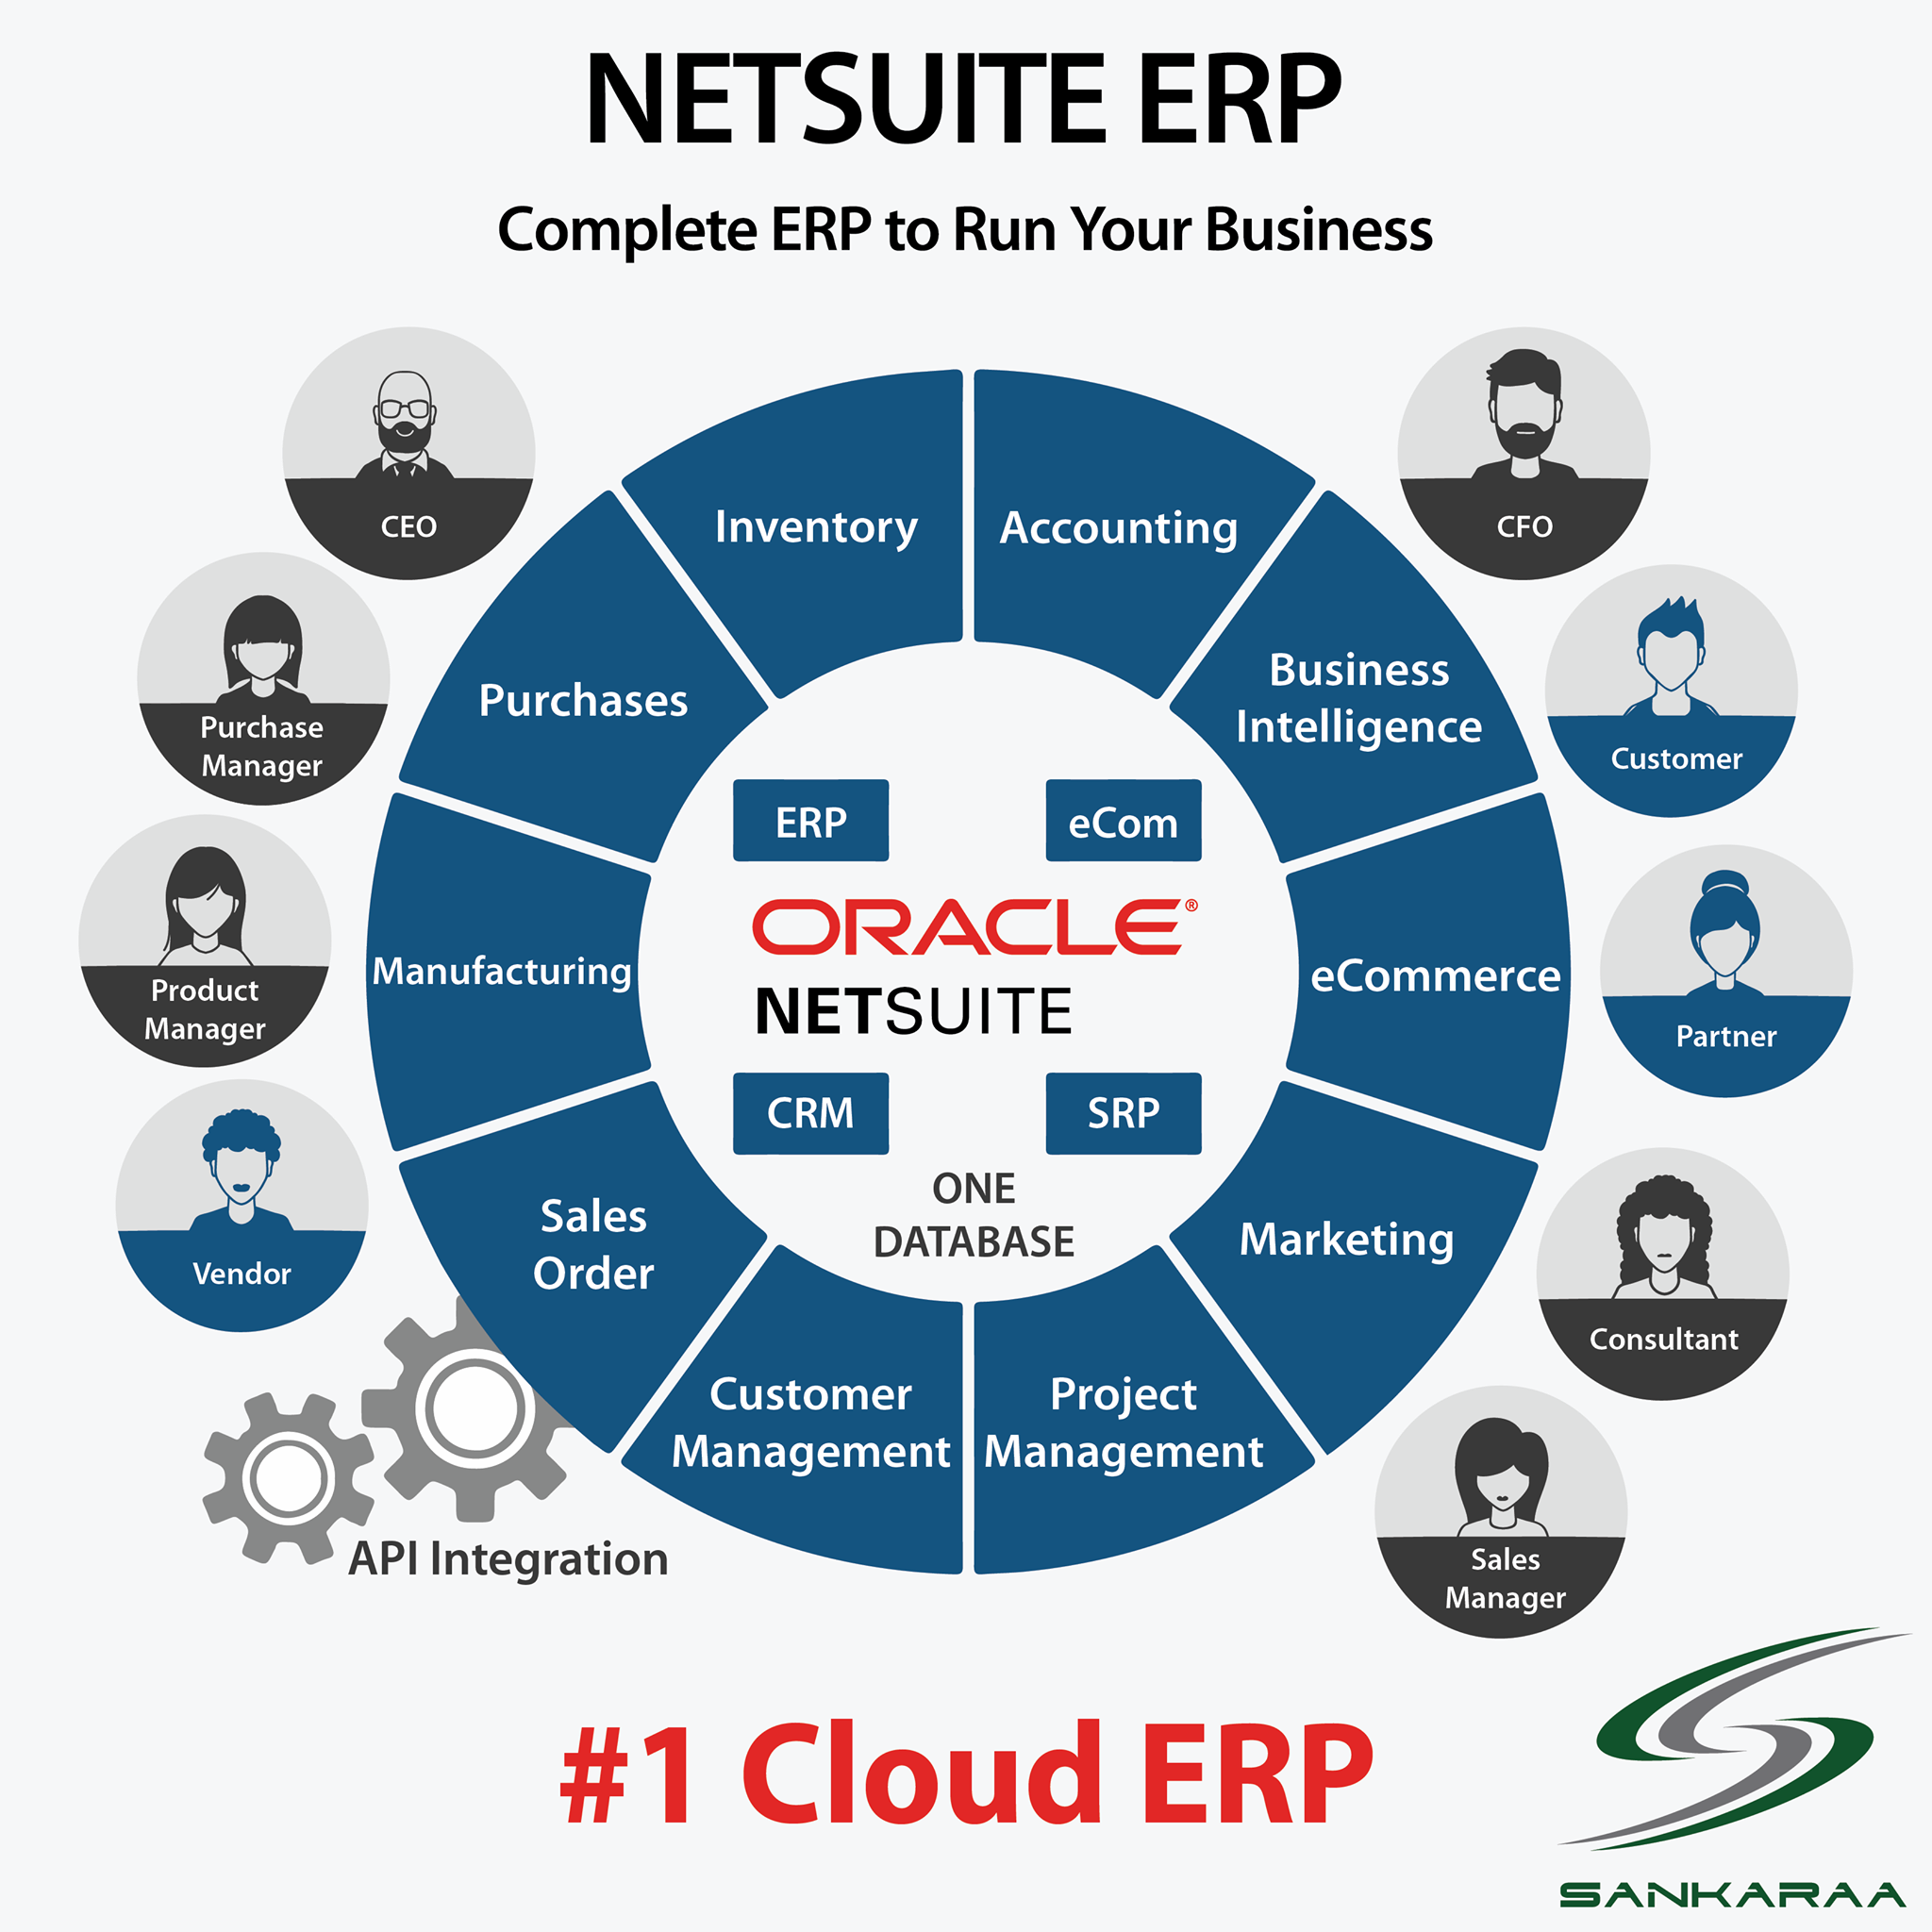 NETSUITE ERP
Complete ERP to Run Your Business
CEO
CFO
Inventory
Accounting
Purchase
Manager
Purchases
Business
Intelligence
Customer
ERP
eCom
Product
Manager
Manufacturing
ORACLE®
NETSUITE
eCommerce
Partner
CRM
SRP
ONE
DATABASE
Vendor
Sales
Order
Marketing
Consultant
Customer
Management
Project
Management
API Integration
Sales
Manager
#1 Cloud ERP
SANKARAA